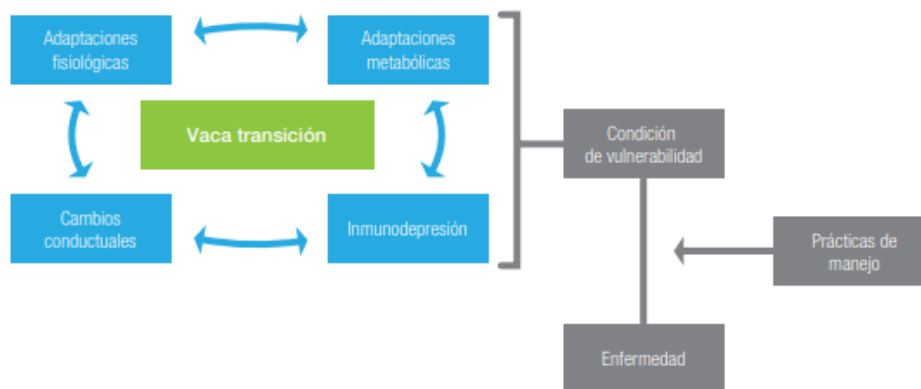 Adaptaciones
fisiológicas
Adaptaciones
metabólicas
Vaca transición
Condición
de vulnerabilidad
Cambios
conductuales
Inmunodepresión
Prácticas de
manejo
Enfermedad